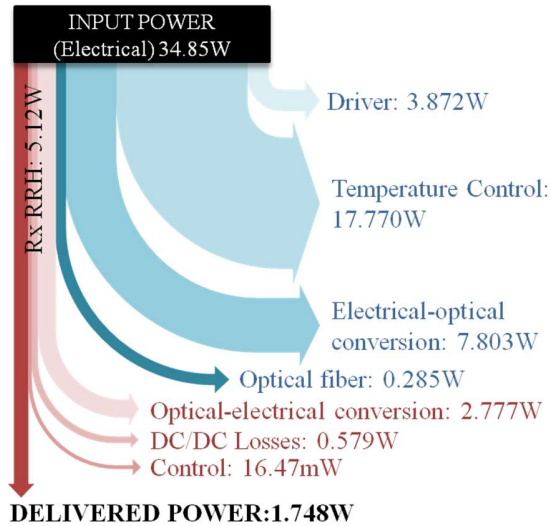 INPUT POWER
(Electrical) 34.85W
Rx RRH: 5.12W
Driver: 3.872W
Temperature Control:
17.770W
Electrical-optical
conversion: 7.803W
Optical fiber: 0.285W
Optical-electrical conversion: 2.777W
DC/DC Losses: 0.579W
Control: 16.47mW
DELIVERED POWER:1.748W